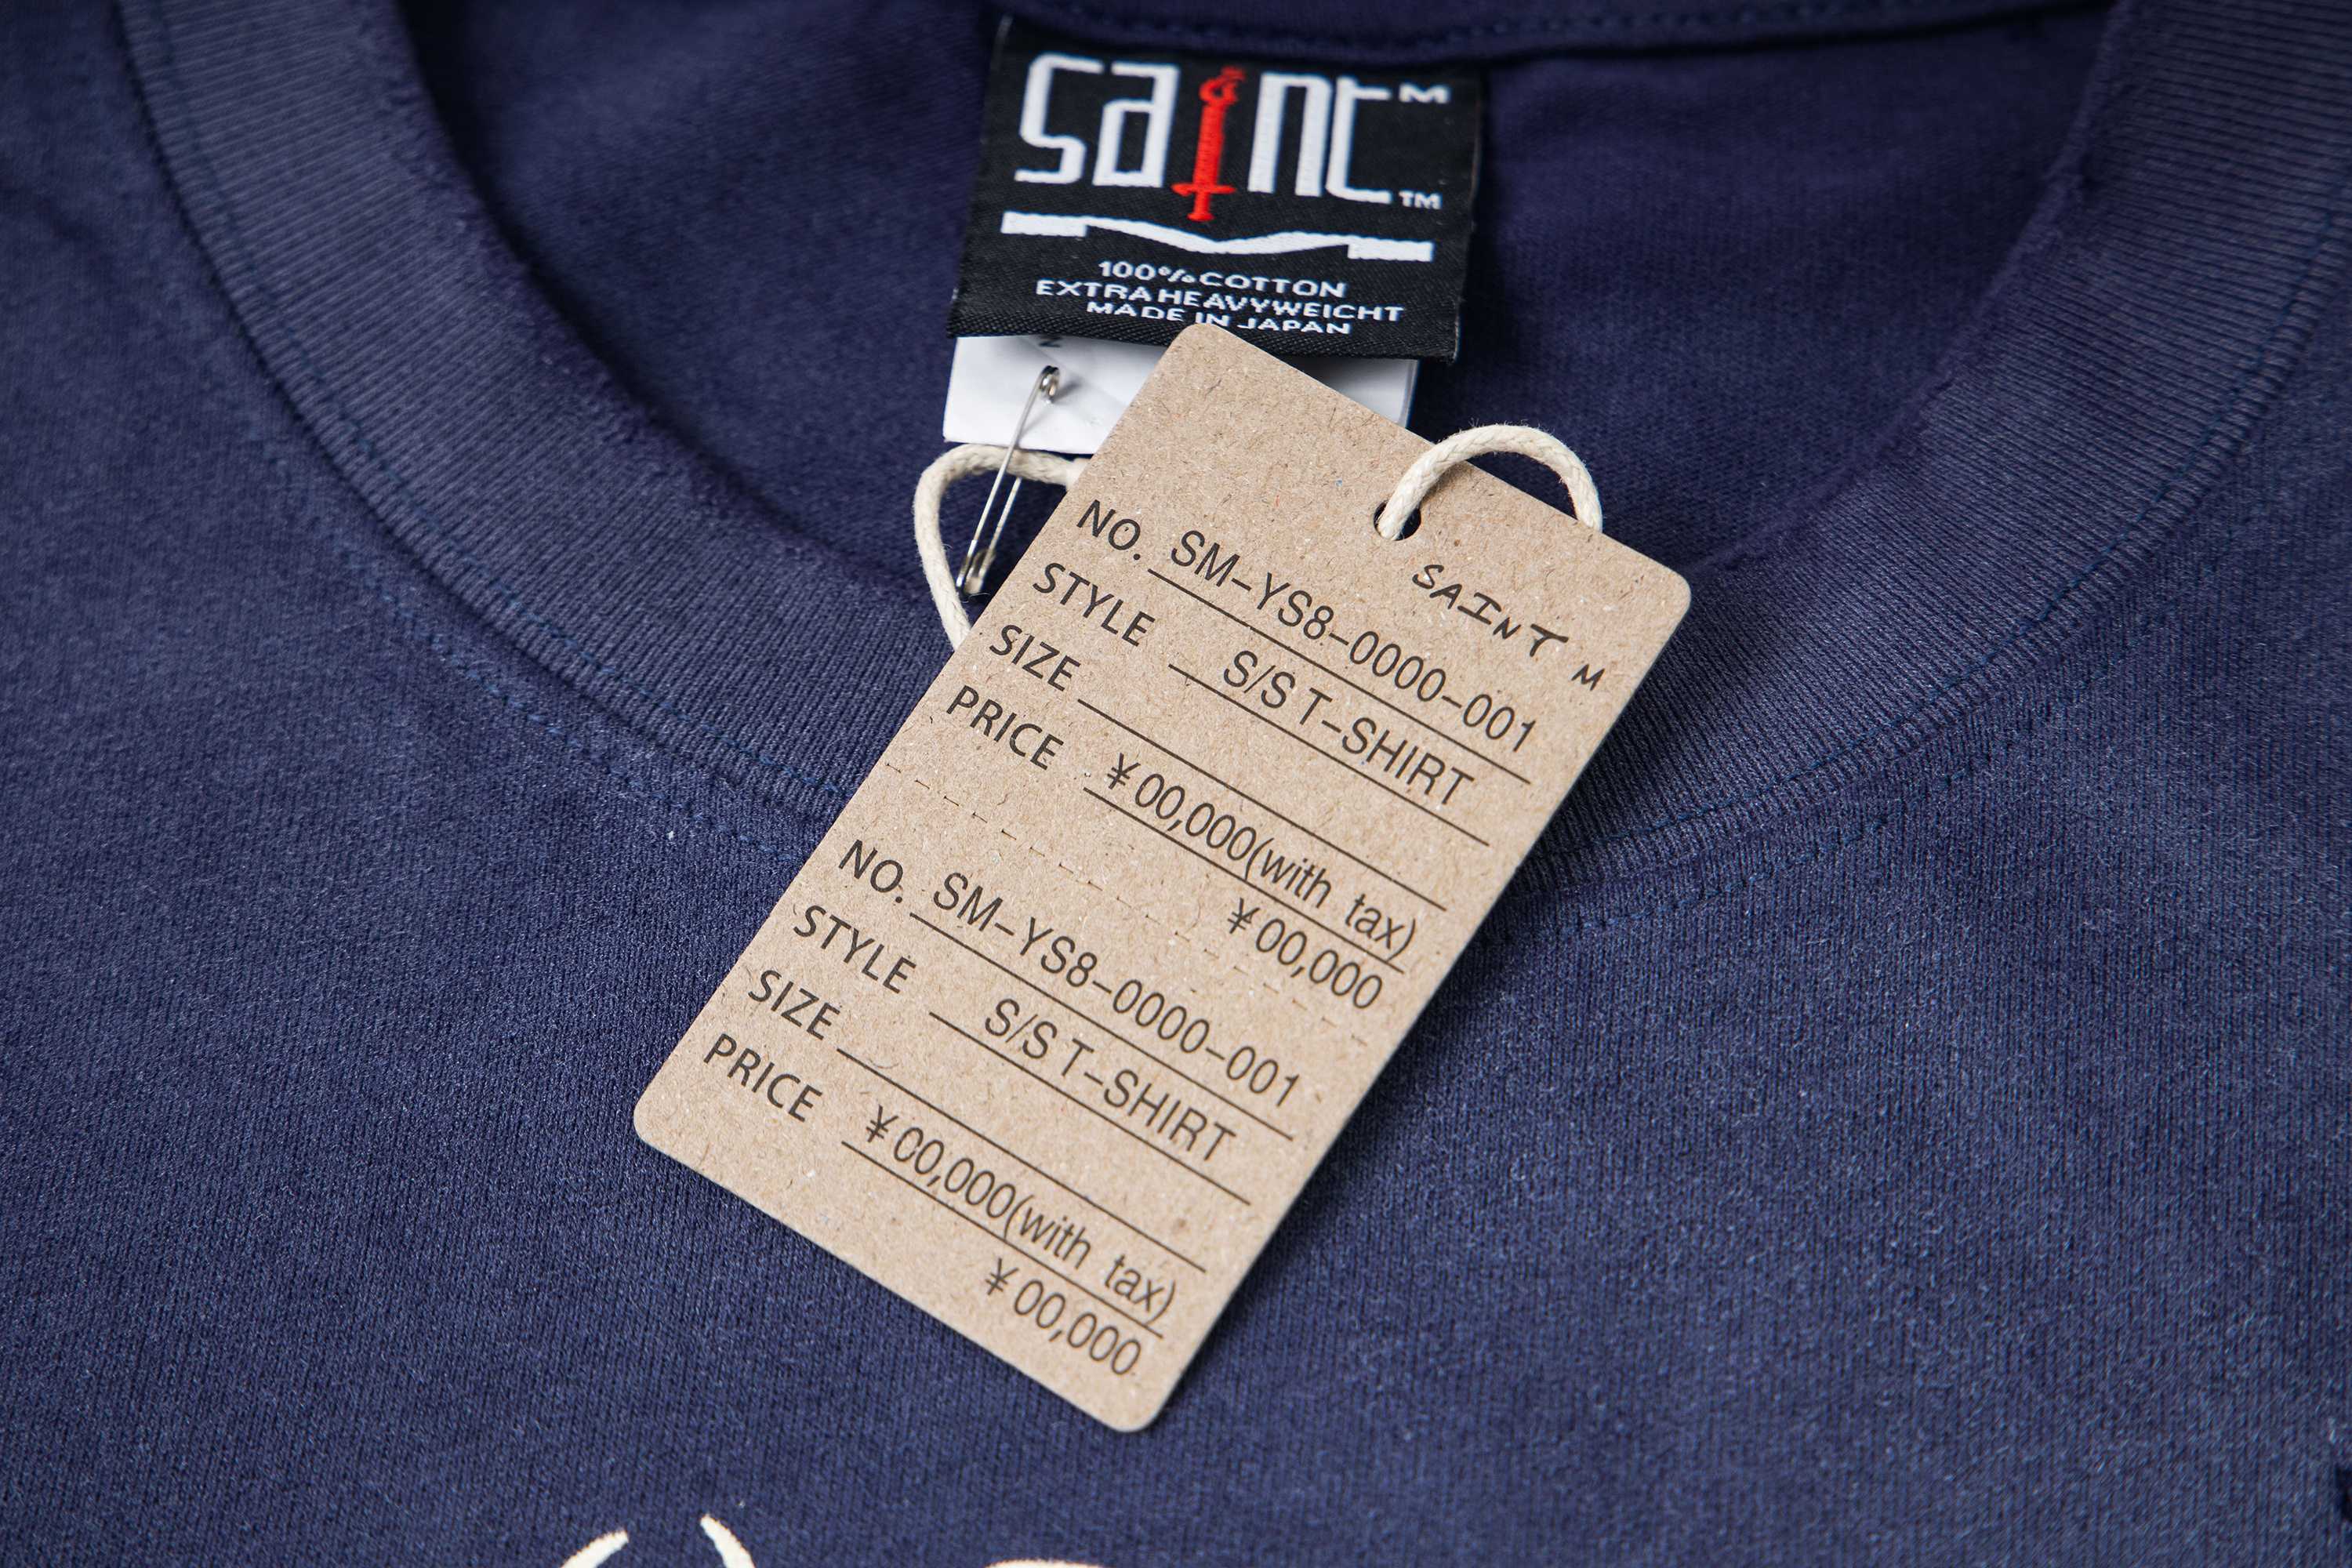 saint M
TM
100% COTTON
EXTRA HEAVYWEIGHT
MADE IN JAPAN
SAINT M
NO. SM-YS8-0000-001
STYLE S/S T-SHIRT
SIZE
PRICE ¥00,000(with tax)
¥00,000
NO. SM-YS8-0000-001
STYLE S/S T-SHIRT
SIZE
PRICE ¥00,000(with tax)
¥00,000